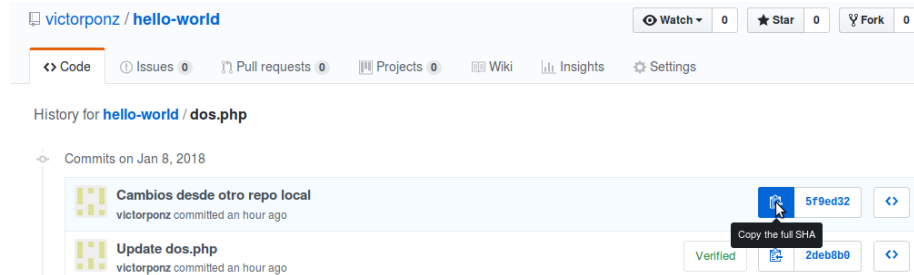 victorponz / hello-world Watch 0 Star 0 Fork 0
Code Issues 0 Pull requests 0 Projects 0 Wiki Insights Settings
History for hello-world / dos.php
Commits on Jan 8, 2018
Cambios desde otro repo local 5f9ed32
victorponz committed an hour ago
Copy the full SHA
Update dos.php Verified 2deb8b0
victorponz committed an hour ago